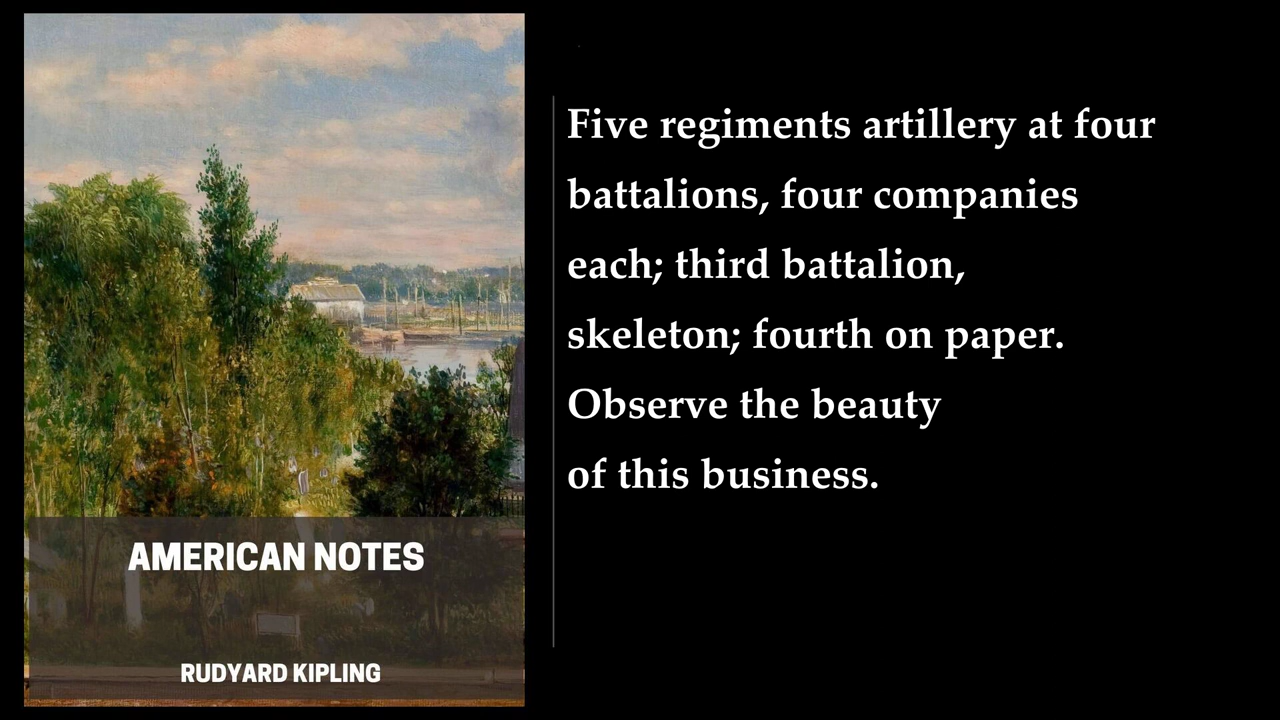 AMERICAN NOTES
RUDYARD KIPLING
Five regiments artillery at four
battalions, four companies
each; third battalion,
skeleton; fourth on paper.
Observe the beauty
of this business.